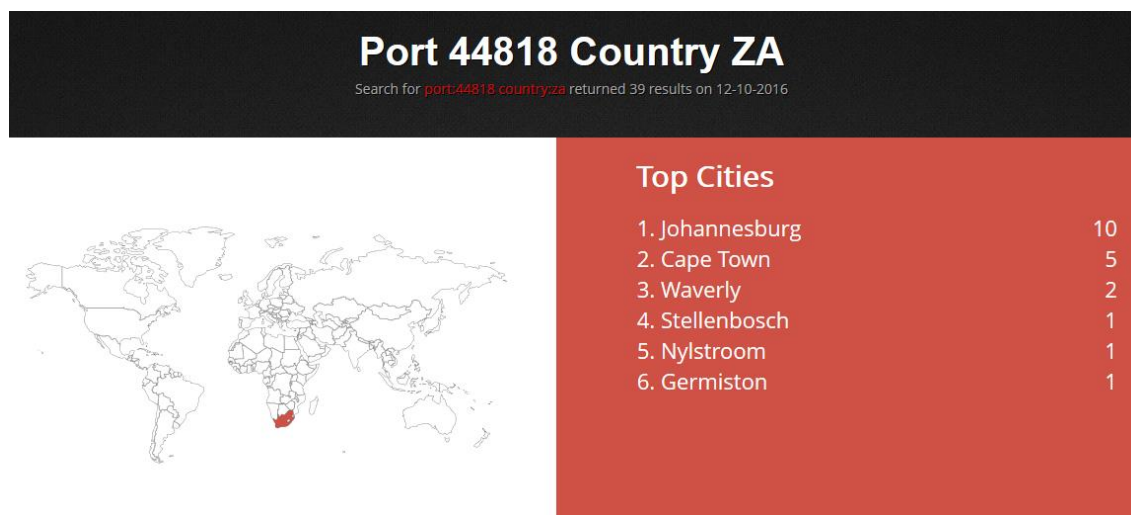 Port 44818 Country ZA
Search for port:44818 country:za returned 39 results on 12-10-2016
Top Cities
1. Johannesburg 10
2. Cape Town 5
3. Waverly 2
4. Stellenbosch 1
5. Nylstroom 1
6. Germiston 1